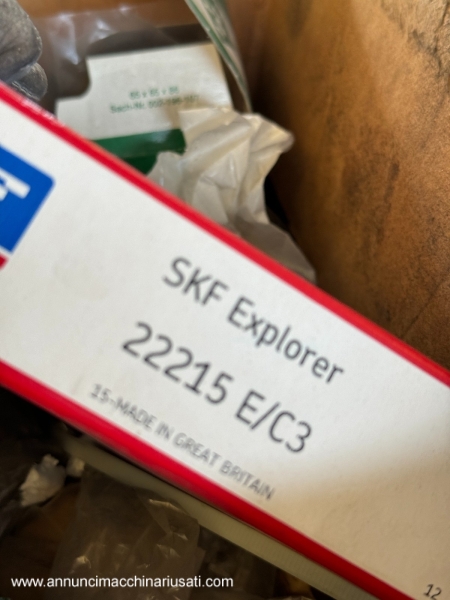 SKF Explorer
22215 E/C3
15-MADE IN GREAT BRITAIN
12
www.annuncimacchinariusati.com